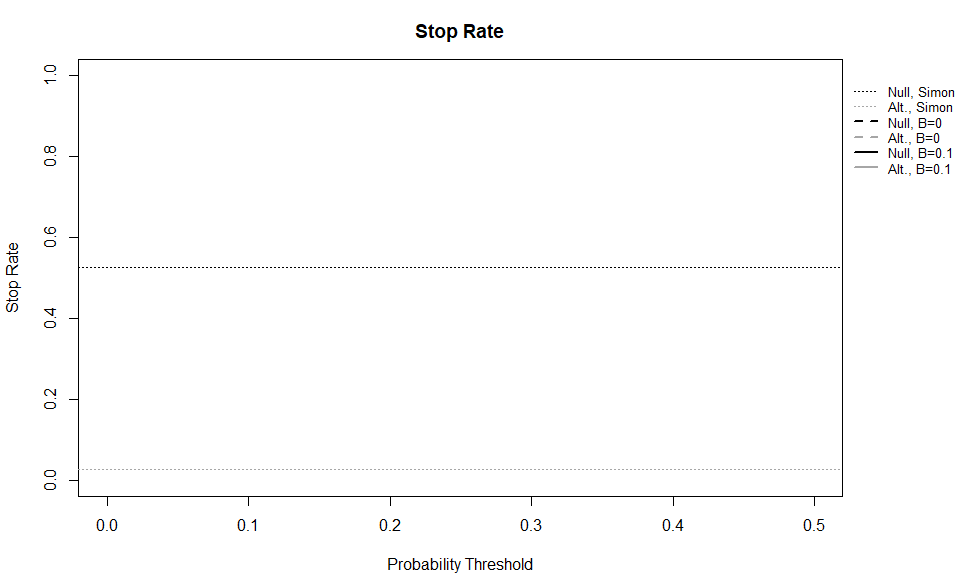 Stop Rate
1.0
0.8
0.6
0.4
0.2
0.0
Stop Rate
0.0 0.1 0.2 0.3 0.4 0.5
Probability Threshold
Null, Simon
Alt., Simon
Null, B=0
Alt., B=0
Null, B=0.1
Alt., B=0.1